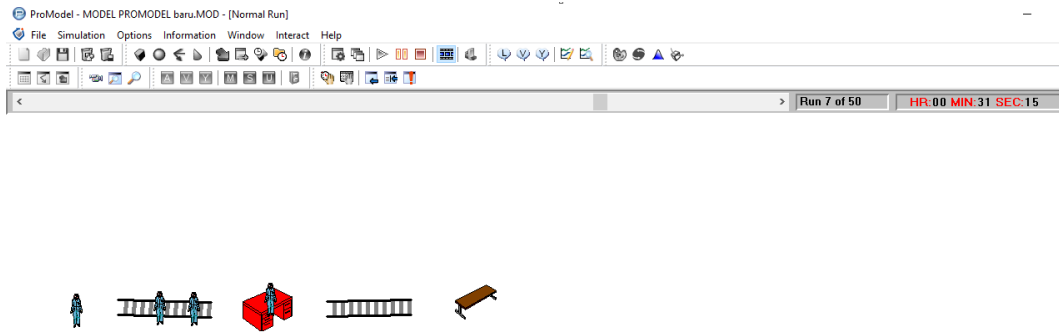 ProModel - MODEL PROMODEL baru.MOD - [Normal Run]
File Simulation Options Information Window Interact Help
Run 7 of 50 HR:00 MIN:31 SEC:15